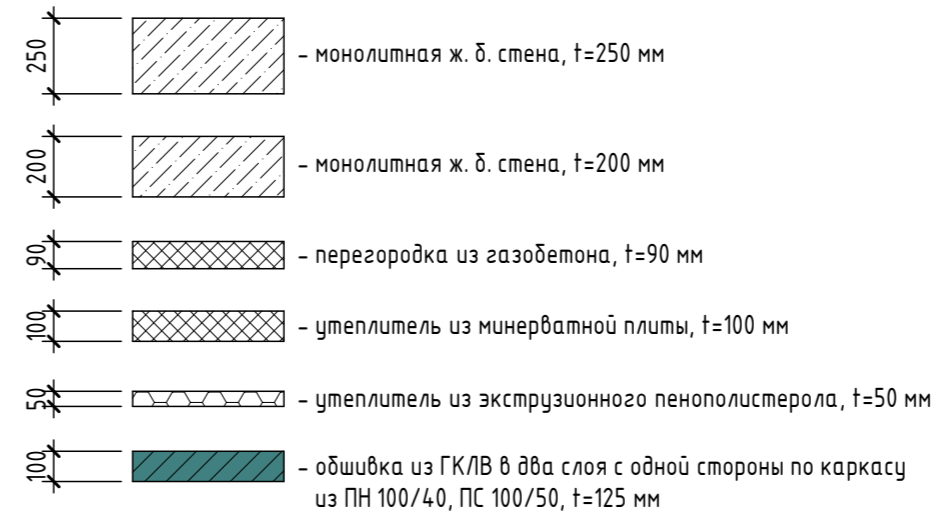 250
– монолитная ж. б. стена, t=250 мм
200
– монолитная ж. б. стена, t=200 мм
90
– перегородка из газобетона, t=90 мм
100
– утеплитель из минерватной плиты, t=100 мм
50
– утеплитель из экструзионного пенополистерола, t=50 мм
100
– обшивка из ГКЛВ в два слоя с одной стороны по каркасу
из ПН 100/40, ПС 100/50, t=125 мм